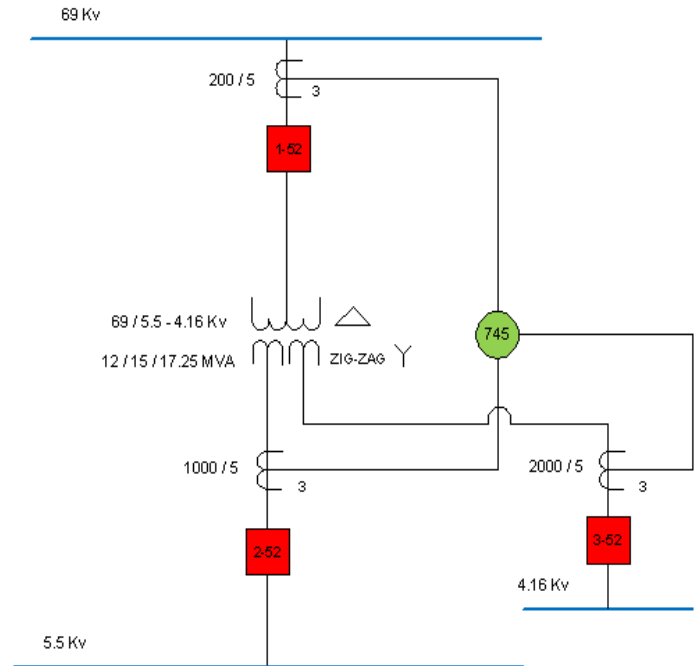 69 Kv
200 / 5
3
1-52
69 / 5.5 - 4.16 Kv
745
12 / 15 / 17.25 MVA
ZIG-ZAG
1000 / 5
3
2000 / 5
3
2-52
3-52
4.16 Kv
5.5 Kv